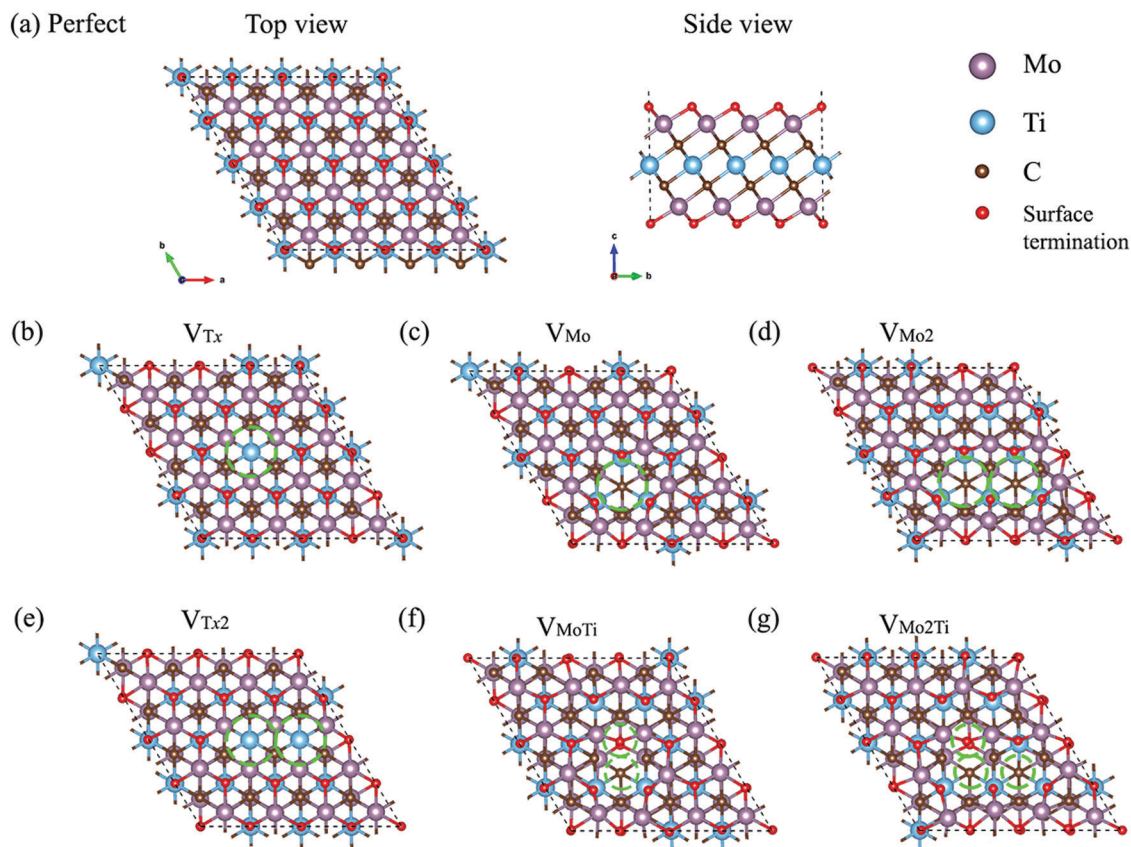 (a) Perfect Top view Side view
Mo
Ti
C
Surface
termination
b
a
c
b
(b) VTx (c) VMo (d) VMo2
(e) VTx2 (f) VMoTi (g) VMo2Ti